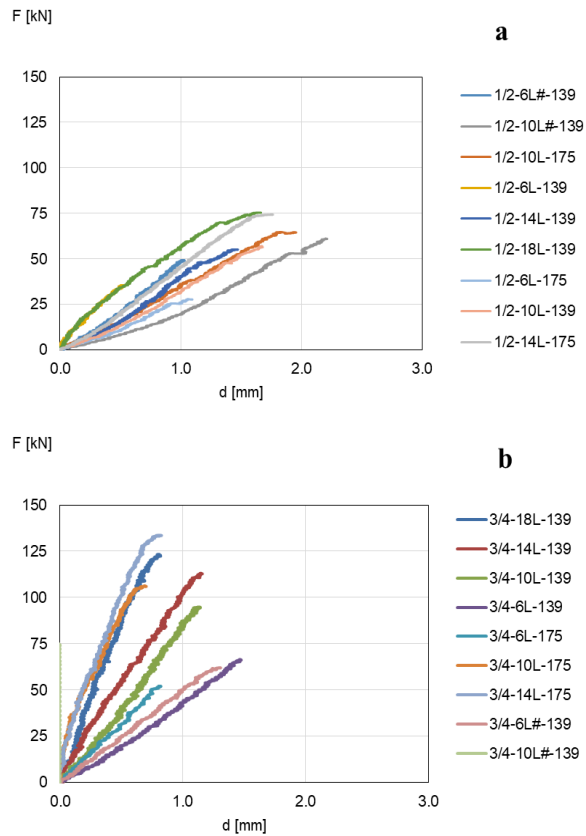 F [kN]
a
150
125
100
75
50
25
0
0.0 1.0 2.0 3.0
d [mm]
1/2-6L#-139
1/2-10L#-139
1/2-10L-175
1/2-6L-139
1/2-14L-139
1/2-18L-139
1/2-6L-175
1/2-10L-139
1/2-14L-175
F [kN]
b
150
125
100
75
50
25
0
0.0 1.0 2.0 3.0
d [mm]
3/4-18L-139
3/4-14L-139
3/4-10L-139
3/4-6L-139
3/4-6L-175
3/4-10L-175
3/4-14L-175
3/4-6L#-139
3/4-10L#-139